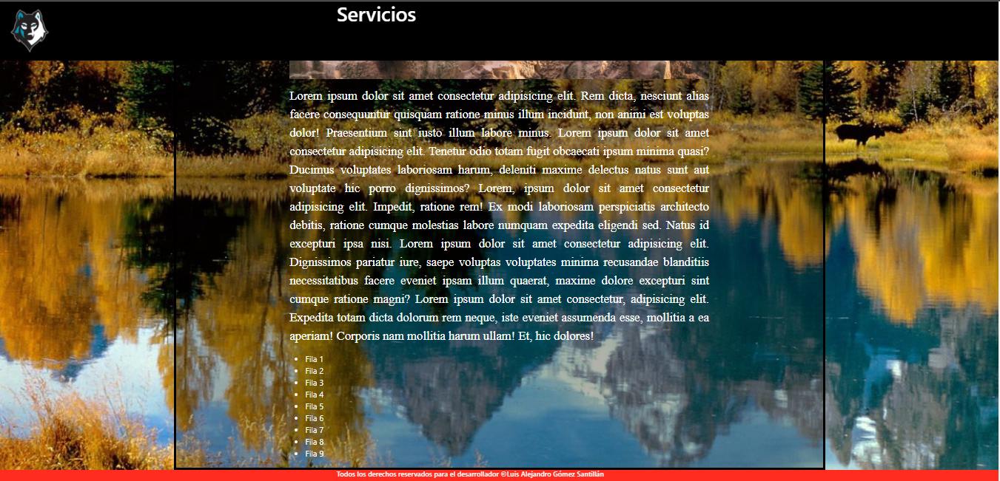 Servicios
Lorem ipsum dolor sit amet consectetur adipisicing elit. Rem dicta, nesciunt alias
facere consequuntur quisquam ratione minus illum incidunt, non animi est voluptas
dolor! Praesentium sint iusto illum labore minus. Lorem ipsum dolor sit amet
consectetur adipisicing elit. Tenetur odio totam fugit obcaecati ipsum minima quasi?
Ducimus voluptates laboriosam harum, deleniti maxime delectus natus sunt aut
voluptate hic porro dignissimos? Lorem, ipsum dolor sit amet consectetur
adipisicing elit. Impedit, ratione rem! Ex modi laboriosam perspiciatis architecto
debitis, ratione cumque molestias labore numquam expedita eligendi sed. Natus id
excepturi ipsa nisi. Lorem ipsum dolor sit amet consectetur adipisicing elit.
Dignissimos pariatur iure, saepe voluptas voluptates minima recusandae blanditiis
necessitatibus facere eveniet ipsam illum quaerat, maxime dolore excepturi sint
cumque ratione magni? Lorem ipsum dolor sit amet consectetur, adipisicing elit.
Expedita totam dicta dolorum rem neque, iste eveniet assumenda esse, mollitia a ea
aperiam! Corporis nam mollitia harum ullam! Et, hic dolores!
• Fila 1
• Fila 2
• Fila 3
• Fila 4
• Fila 5
• Fila 6
• Fila 7
• Fila 8
• Fila 9
Todos los derechos reservados para el desarrollador ©Luis Alejandro Gómez Santillán